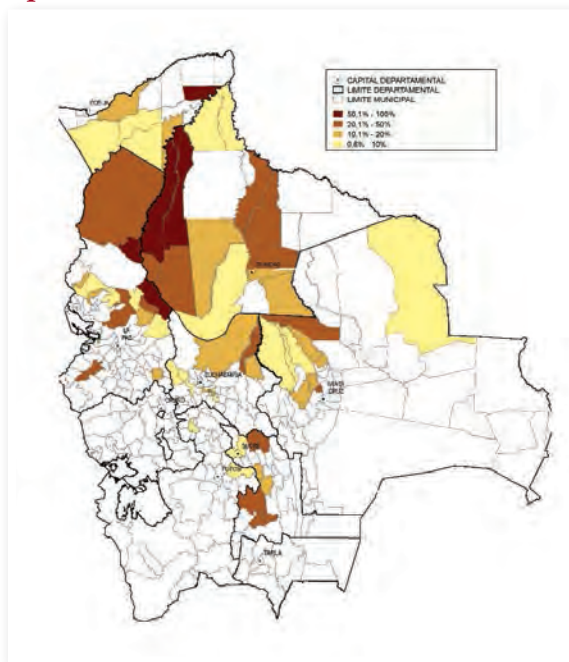 CAPITAL DEPARTAMENTAL
LIMITE DEPARTAMENTAL
LIMITE MUNICIPAL
50,1% - 100%
20,1% - 50%
10,1% - 20%
0,6% 10%
COBIJA
TRINIDAD
LA
PAZ
COCHABAMBA
SANTA
CRUZ
ORURO
SUCRE
POTOSI
TARIJA